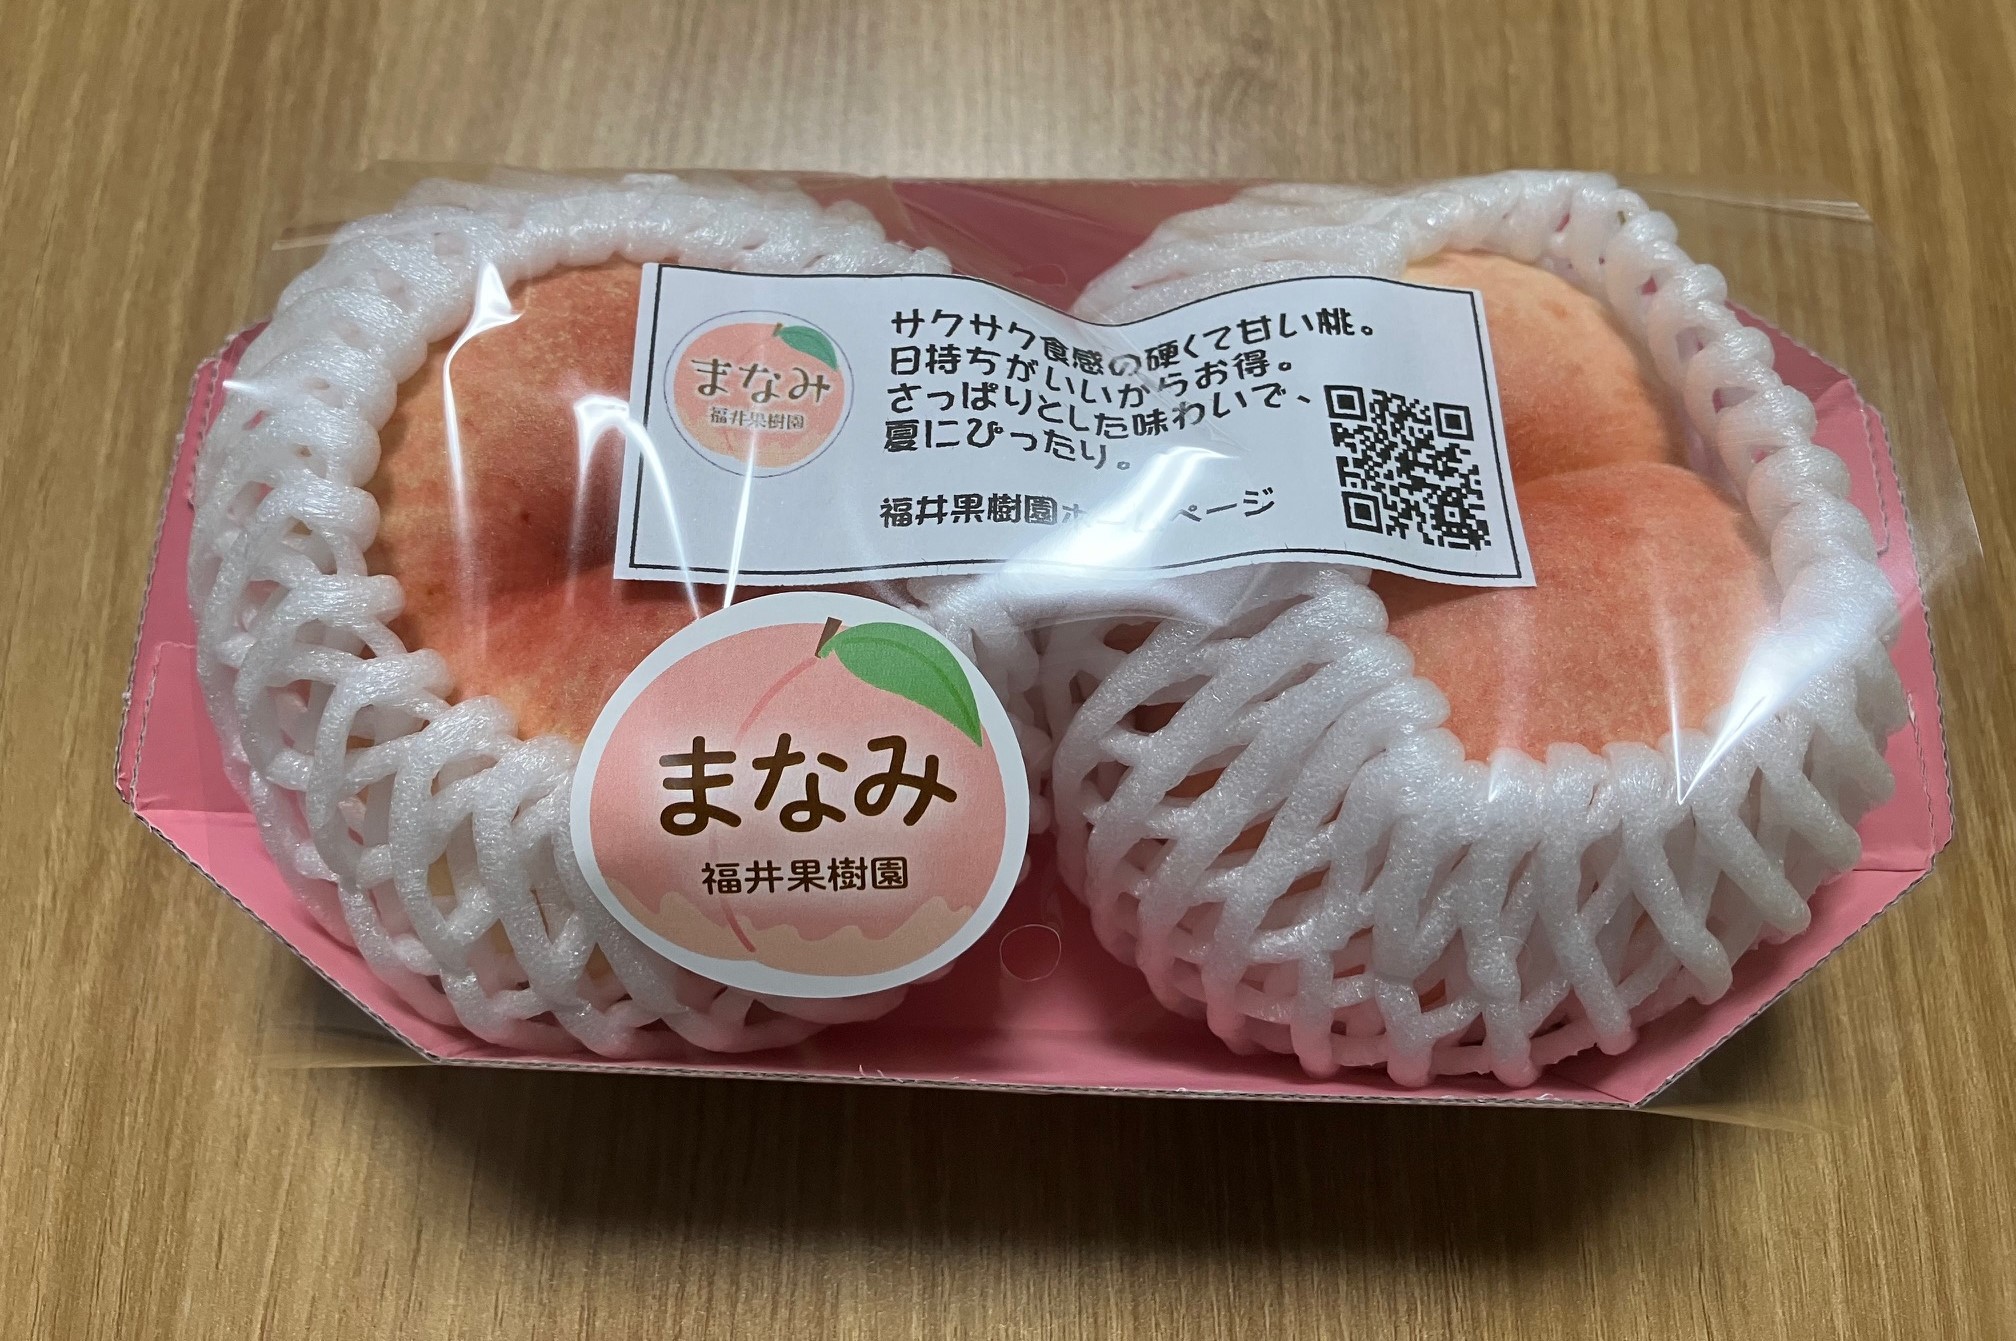 まなみ
福井果樹園
サクサク食感の硬くて甘い桃。
日持ちがいいからお得。
さっぱりとした味わいで、
夏にぴったり。
福井果樹園ホームページ
まなみ
福井果樹園